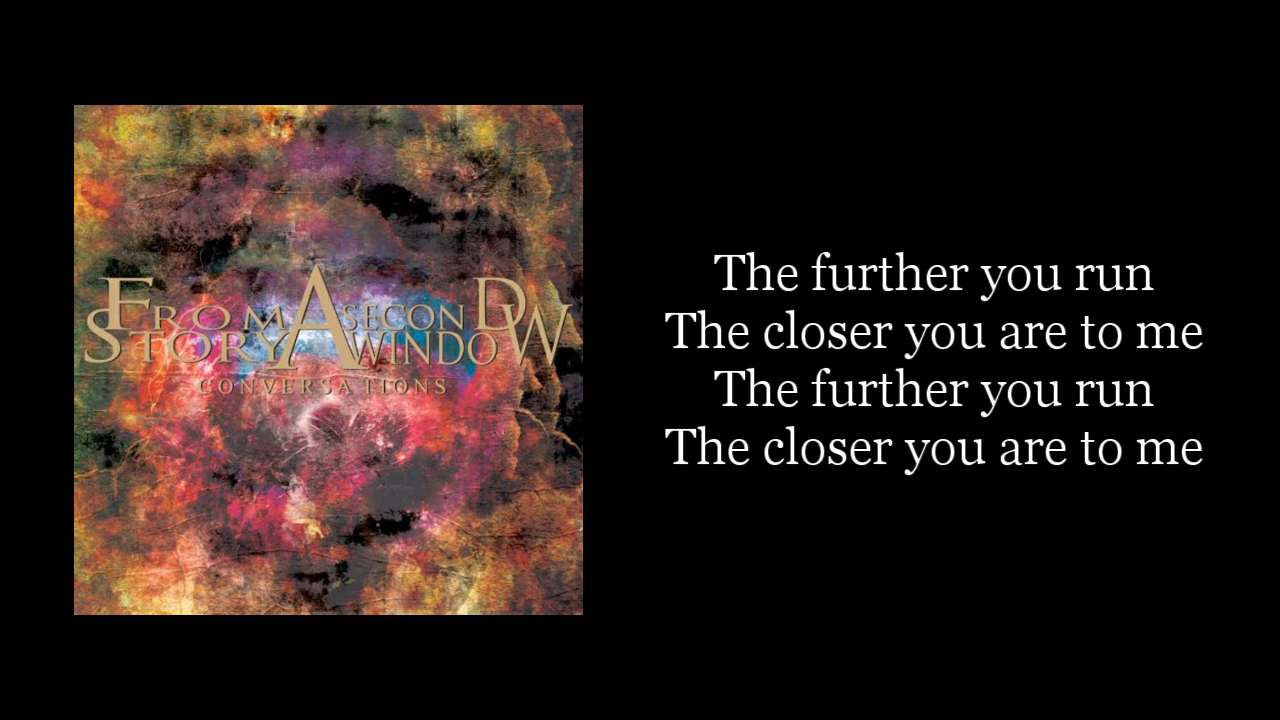 FROM A SECOND
STORY WINDOW
CONVERSATIONS
The further you run
The closer you are to me
The further you run
The closer you are to me